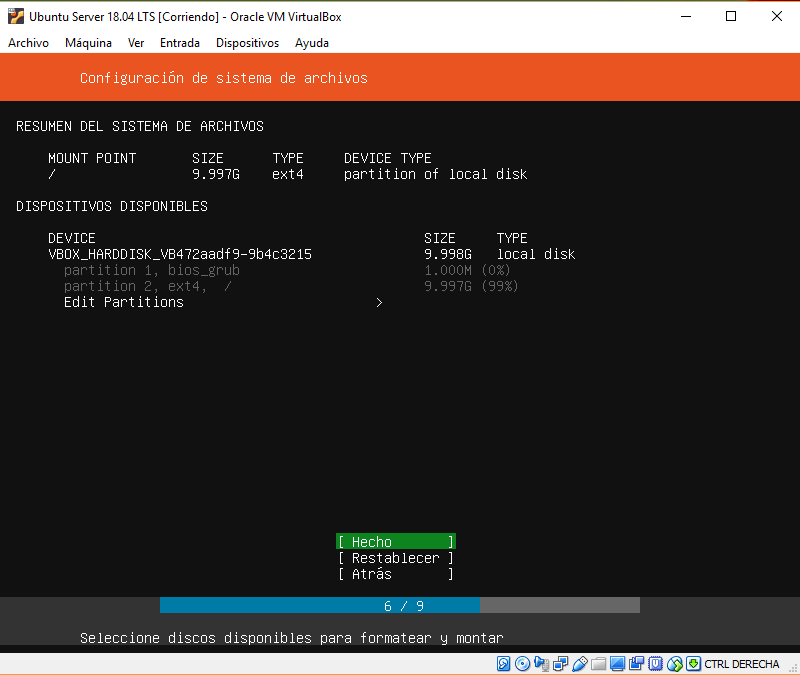 Ubuntu Server 18.04 LTS [Corriendo] - Oracle VM VirtualBox
Archivo Máquina Ver Entrada Dispositivos Ayuda
Configuración de sistema de archivos
RESUMEN DEL SISTEMA DE ARCHIVOS
MOUNT POINT SIZE TYPE DEVICE TYPE
/ 9.997G ext4 partition of local disk
DISPOSITIVOS DISPONIBLES
DEVICE SIZE TYPE
VBOX_HARDDISK_VB472aadf9-9b4c3215 9.998G local disk
partition 1, bios_grub 1.000M (0%)
partition 2, ext4, / 9.997G (99%)
Edit Partitions >
[ Hecho ]
[ Restablecer ]
[ Atrás ]
6 / 9
Seleccione discos disponibles para formatear y montar
CTRL DERECHA